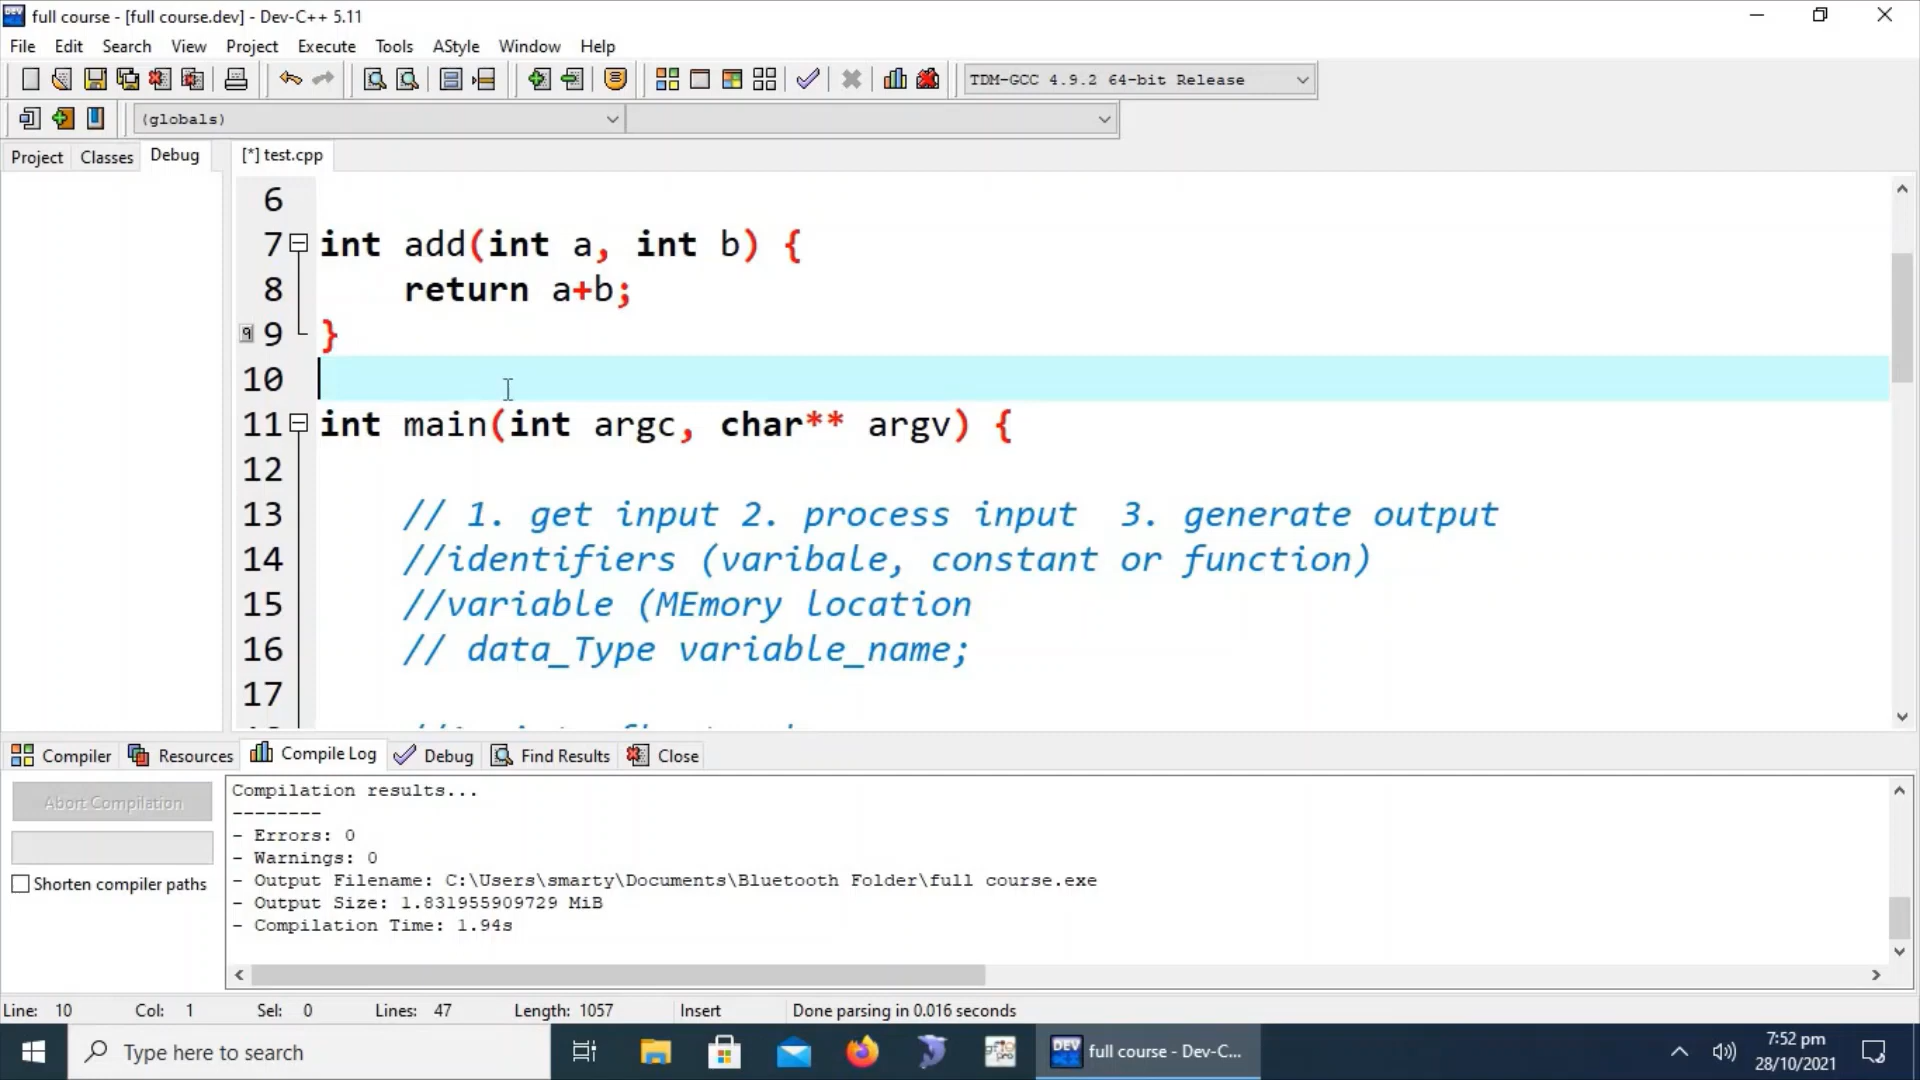 full course - [full course.dev] - Dev-C++ 5.11
File Edit Search View Project Execute Tools AStyle Window Help
TDM-GCC 4.9.2 64-bit Release
(globals)
Project Classes Debug [*] test.cpp
6
7 int add(int a, int b) {
8 return a+b;
9 }
10
11 int main(int argc, char** argv) {
12
13 // 1. get input 2. process input 3. generate output
14 //identifiers (varibale, constant or function)
15 //variable (MEmory location
16 // data_Type variable_name;
17
Compiler Resources Compile Log Debug Find Results Close
Abort Compilation
Shorten compiler paths
Compilation results...
--------
- Errors: 0
- Warnings: 0
- Output Filename: C:\Users\smarty\Documents\Bluetooth Folder\full course.exe
- Output Size: 1.831955909729 MiB
- Compilation Time: 1.94s
Line: 10 Col: 1 Sel: 0 Lines: 47 Length: 1057 Insert Done parsing in 0.016 seconds
Type here to search
DEV full course - Dev-C...
7:52 pm
28/10/2021